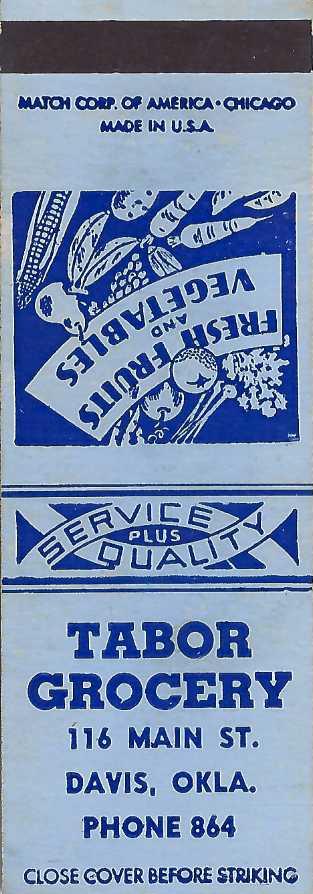 MATCH CORP. OF AMERICA • CHICAGO
MADE IN U.S.A.
FRESH FRUITS
AND
VEGETABLES
SERVICE
PLUS
QUALITY
TABOR
GROCERY
116 MAIN ST.
DAVIS, OKLA.
PHONE 864
CLOSE COVER BEFORE STRIKING